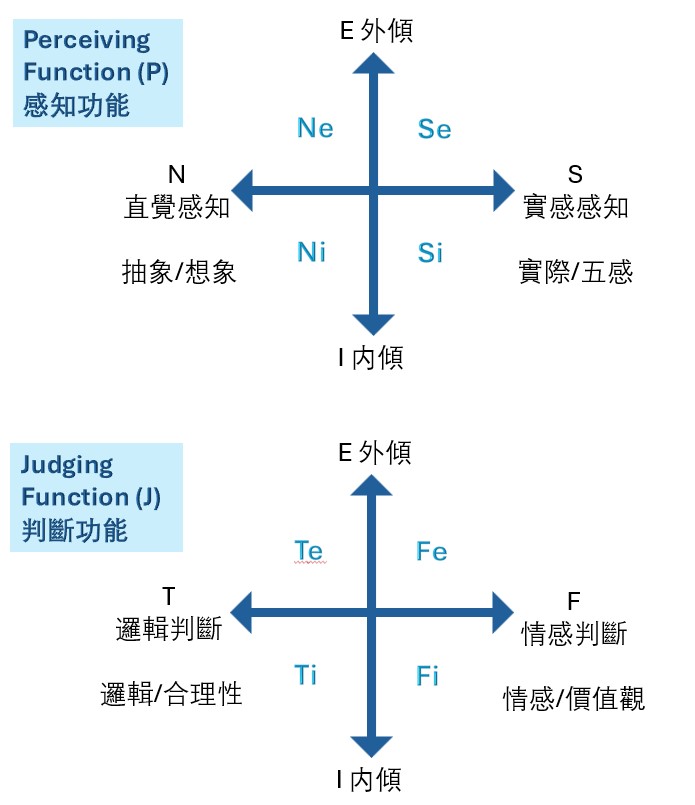 Perceiving
Function (P)
感知功能
E 外傾
Ne
Se
N
直覺感知
S
實感感知
Ni
Si
抽象/想象
實際/五感
I 内傾
Judging
Function (J)
判斷功能
E 外傾
Te
Fe
T
邏輯判斷
F
情感判斷
Ti
Fi
邏輯/合理性
情感/價值觀
I 内傾